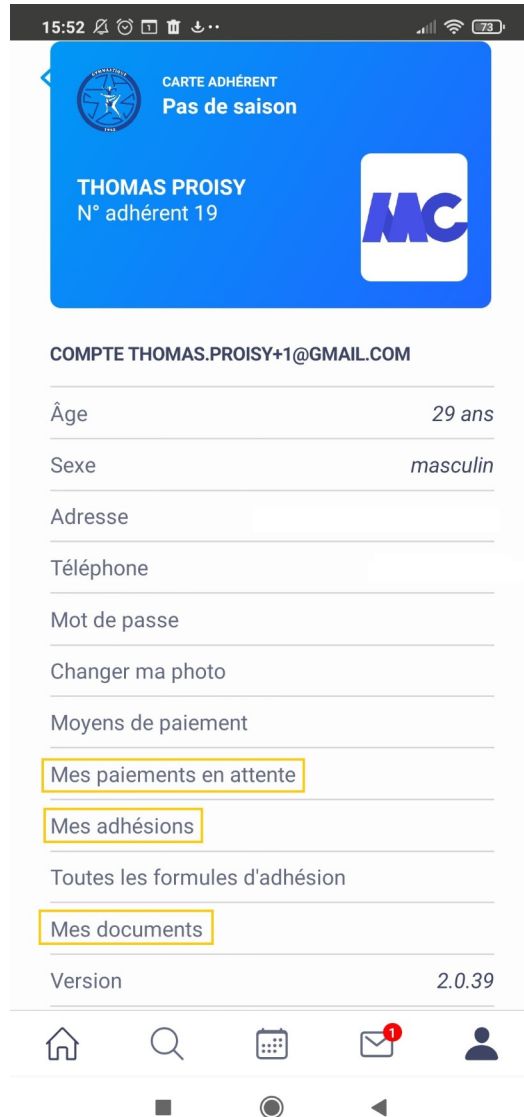 15:52
73
GYMNASTIQUE
CARTE ADHÉRENT
Pas de saison
THOMAS PROISY
N° adhérent 19
MC
COMPTE THOMAS.PROISY+1@GMAIL.COM
Âge 29 ans
Sexe masculin
Adresse
Téléphone
Mot de passe
Changer ma photo
Moyens de paiement
Mes paiements en attente
Mes adhésions
Toutes les formules d'adhésion
Mes documents
Version 2.0.39
1